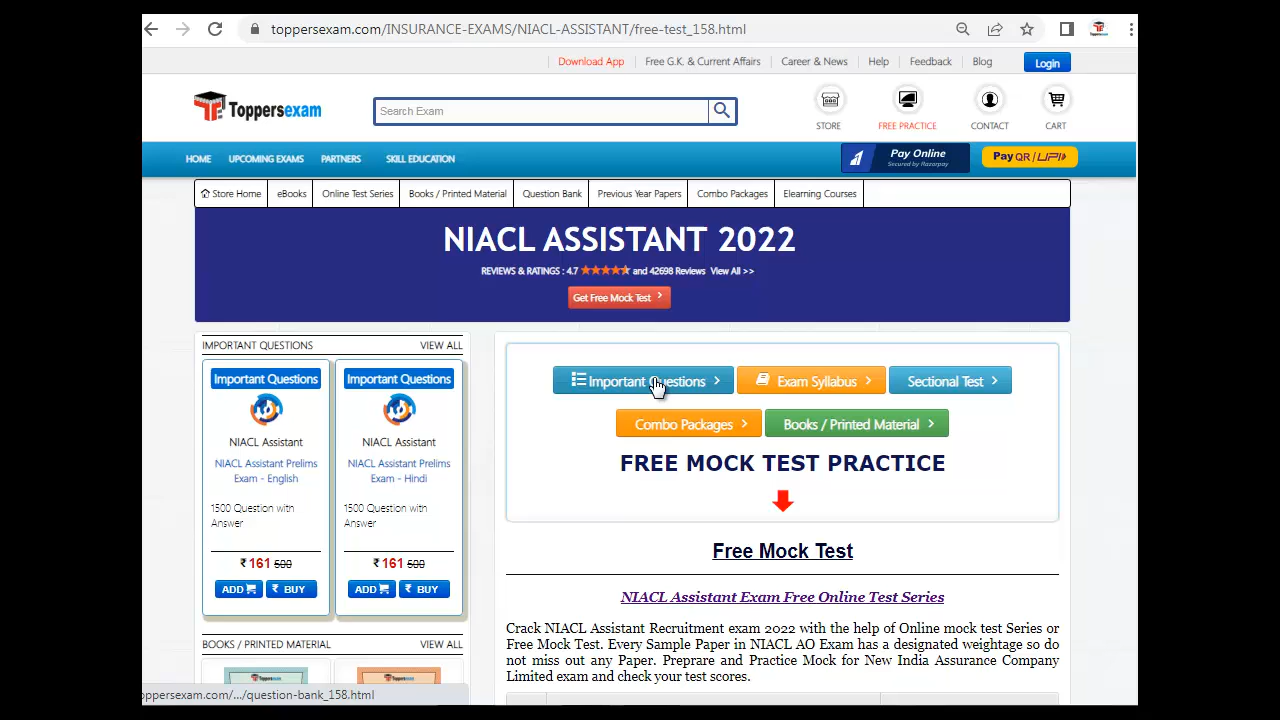 toppersexam.com/INSURANCE-EXAMS/NIACL-ASSISTANT/free-test_158.html
Download App Free G.K. & Current Affairs Career & News Help Feedback Blog Login
Toppersexam
Search Exam
STORE FREE PRACTICE CONTACT CART
HOME UPCOMING EXAMS PARTNERS SKILL EDUCATION
Pay Online
Secured by Razorpay
Pay QR / UPI
Store Home eBooks Online Test Series Books / Printed Material Question Bank Previous Year Papers Combo Packages Elearning Courses
NIACL ASSISTANT 2022
REVIEWS & RATINGS : 4.7 and 42698 Reviews View All >>
Get Free Mock Test
IMPORTANT QUESTIONS VIEW ALL
Important Questions
NIACL Assistant
NIACL Assistant Prelims
Exam - English
1500 Question with
Answer
₹ 161 500
ADD ₹ BUY
Important Questions
NIACL Assistant
NIACL Assistant Prelims
Exam - Hindi
1500 Question with
Answer
₹ 161 500
ADD ₹ BUY
BOOKS / PRINTED MATERIAL VIEW ALL
Toppersexam
Toppersexam
Important Questions Exam Syllabus Sectional Test
Combo Packages Books / Printed Material
FREE MOCK TEST PRACTICE
Free Mock Test
NIACL Assistant Exam Free Online Test Series
Crack NIACL Assistant Recruitment exam 2022 with the help of Online mock test Series or
Free Mock Test. Every Sample Paper in NIACL AO Exam has a designated weightage so do
not miss out any Paper. Preprare and Practice Mock for New India Assurance Company
Limited exam and check your test scores.
oppersexam.com/.../question-bank_158.html